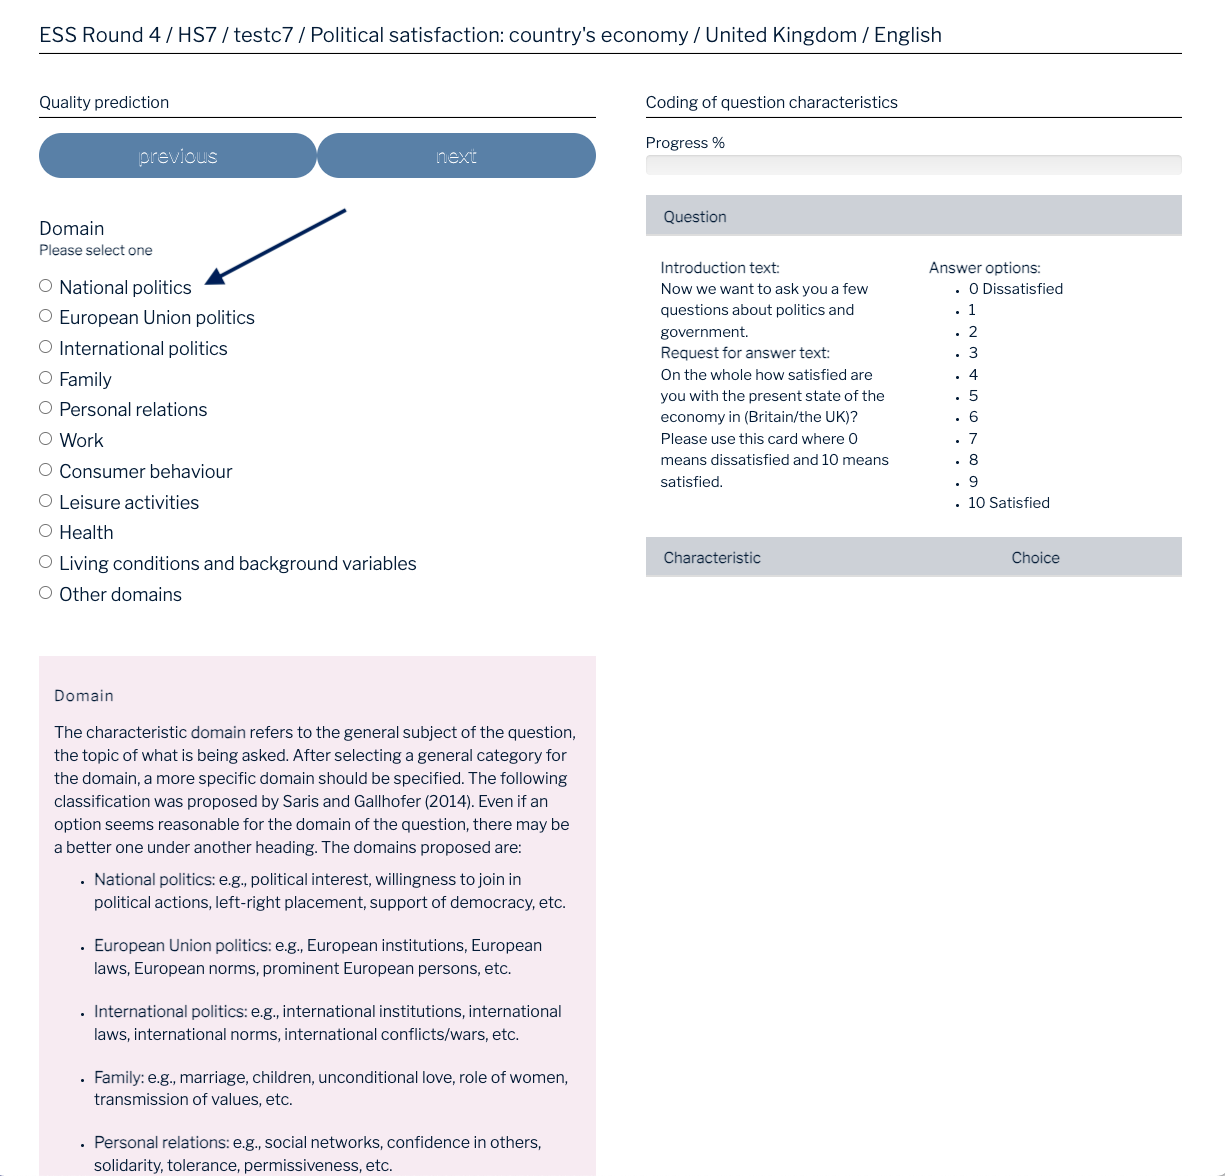 ESS Round 4 / HS7 / testc7 / Political satisfaction: country's economy / United Kingdom / English
Quality prediction
previous
next
Domain
Please select one
National politics
European Union politics
International politics
Family
Personal relations
Work
Consumer behaviour
Leisure activities
Health
Living conditions and background variables
Other domains
Domain
The characteristic domain refers to the general subject of the question,
the topic of what is being asked. After selecting a general category for
the domain, a more specific domain should be specified. The following
classification was proposed by Saris and Gallhofer (2014). Even if an
option seems reasonable for the domain of the question, there may be
a better one under another heading. The domains proposed are:
• National politics: e.g., political interest, willingness to join in
political actions, left-right placement, support of democracy, etc.
• European Union politics: e.g., European institutions, European
laws, European norms, prominent European persons, etc.
• International politics: e.g., international institutions, international
laws, international norms, international conflicts/wars, etc.
• Family: e.g., marriage, children, unconditional love, role of women,
transmission of values, etc.
• Personal relations: e.g., social networks, confidence in others,
solidarity, tolerance, permissiveness, etc.
Coding of question characteristics
Progress %
Question
Introduction text:
Now we want to ask you a few
questions about politics and
government.
Request for answer text:
On the whole how satisfied are
you with the present state of the
economy in (Britain/the UK)?
Please use this card where 0
means dissatisfied and 10 means
satisfied.
Answer options:
• 0 Dissatisfied
• 1
• 2
• 3
• 4
• 5
• 6
• 7
• 8
• 9
• 10 Satisfied
Characteristic Choice